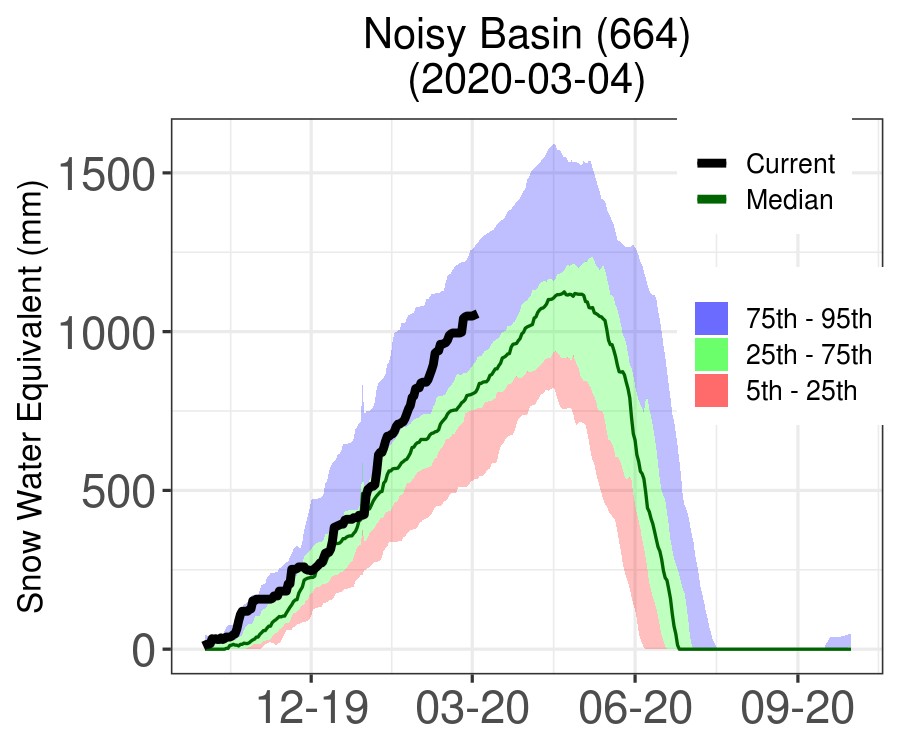 Noisy Basin (664)
(2020-03-04)
Snow Water Equivalent (mm)
1500
1000
500
0
12-19
03-20
06-20
09-20
Current
Median
75th - 95th
25th - 75th
5th - 25th